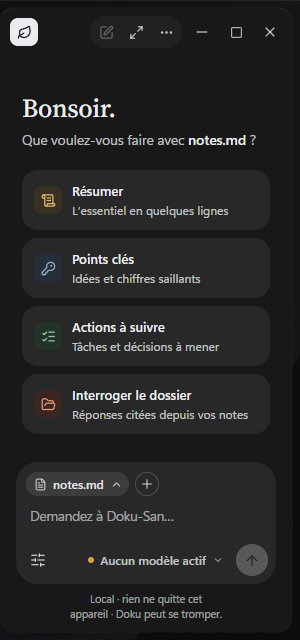 Bonsoir.
Que voulez-vous faire avec notes.md ?
Résumer
L'essentiel en quelques lignes
Points clés
Idées et chiffres saillants
Actions à suivre
Tâches et décisions à mener
Interroger le dossier
Réponses citées depuis vos notes
notes.md
Demandez à Doku-San...
Aucun modèle actif
Local · rien ne quitte cet
appareil · Doku peut se tromper.